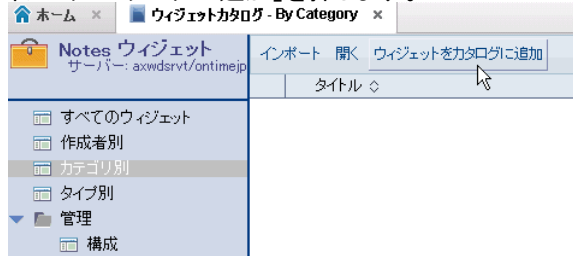 ホーム ×
ウィジェットカタログ - By Category ×
Notes ウィジェット
サーバー: axwdsrvt/ontimejp
インポート 開く ウィジェットをカタログに追加
タイトル
すべてのウィジェット
作成者別
カテゴリ別
タイプ別
管理
構成